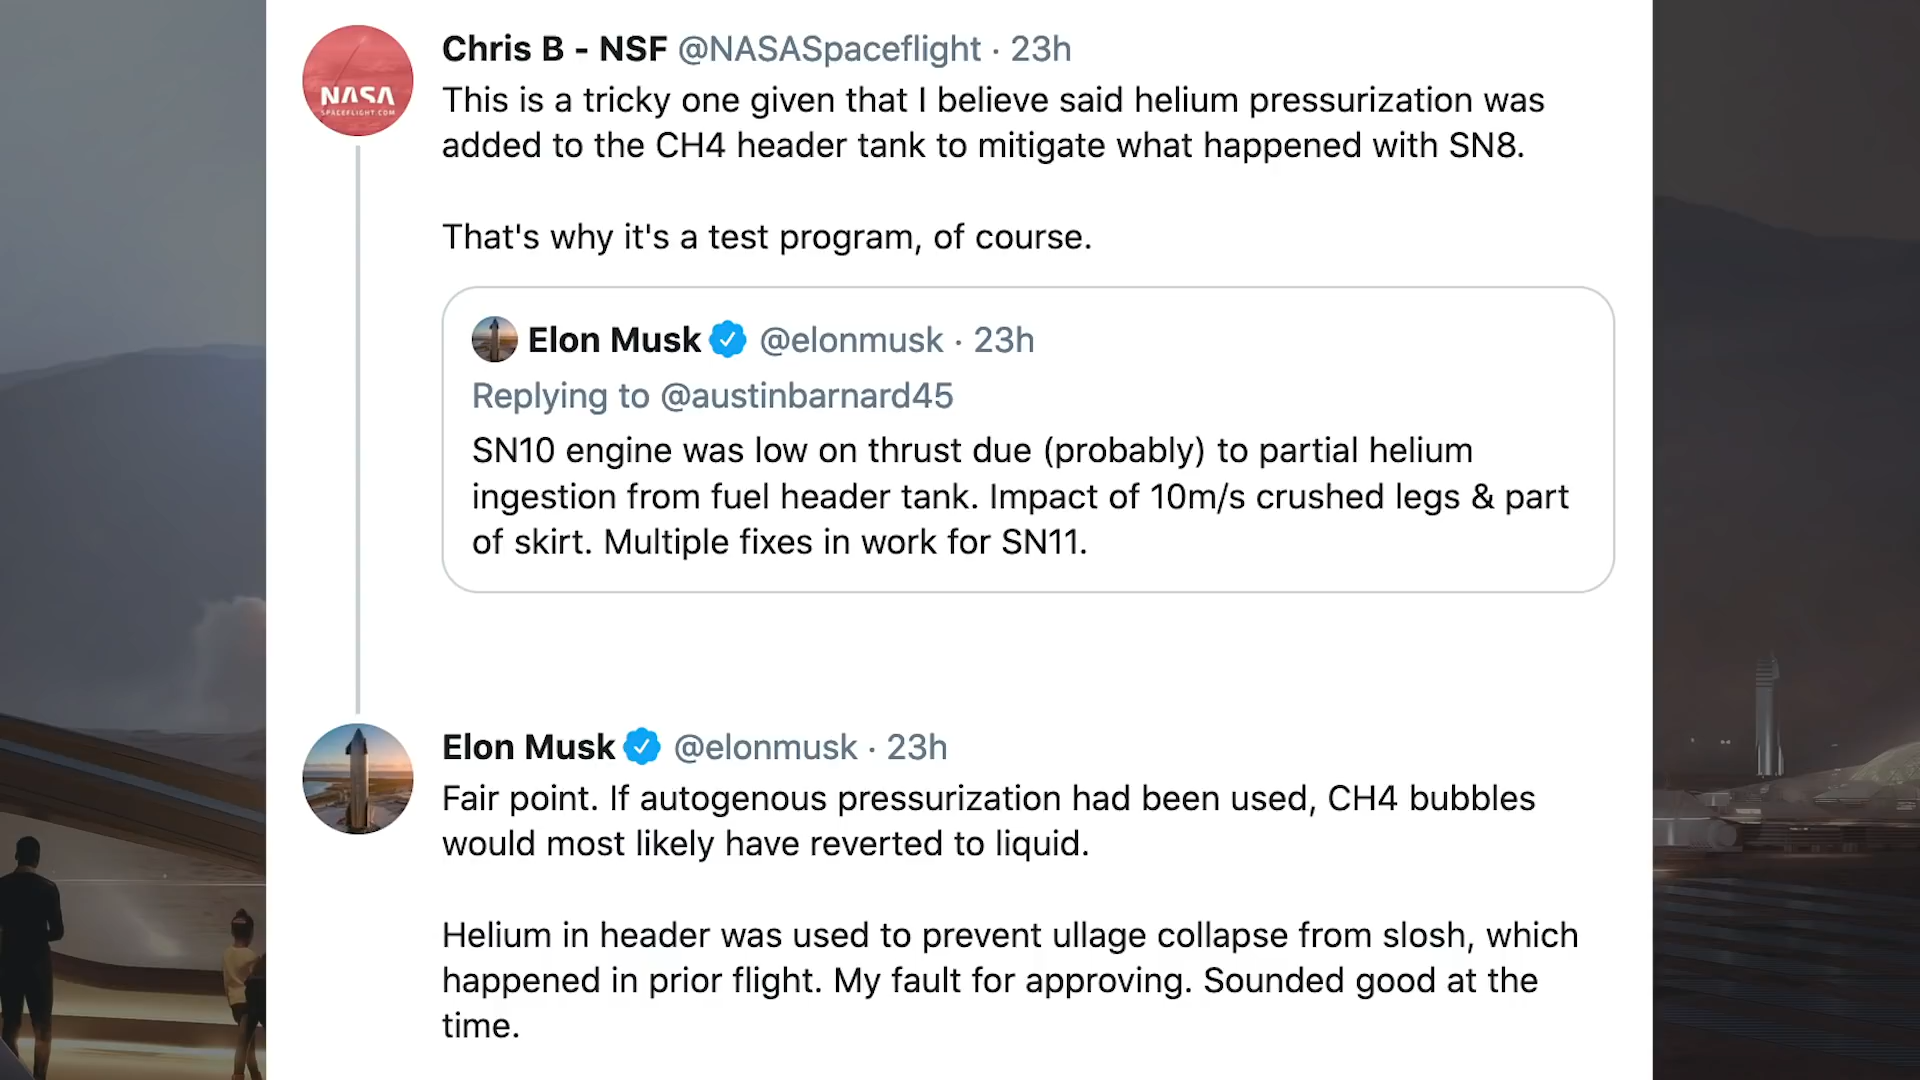 Chris B - NSF @NASASpaceflight · 23h
NASA
SPACEFLIGHT.COM
This is a tricky one given that I believe said helium pressurization was
added to the CH4 header tank to mitigate what happened with SN8.
That's why it's a test program, of course.
Elon Musk @elonmusk · 23h
Replying to @austinbarnard45
SN10 engine was low on thrust due (probably) to partial helium
ingestion from fuel header tank. Impact of 10m/s crushed legs & part
of skirt. Multiple fixes in work for SN11.
Elon Musk @elonmusk · 23h
Fair point. If autogenous pressurization had been used, CH4 bubbles
would most likely have reverted to liquid.
Helium in header was used to prevent ullage collapse from slosh, which
happened in prior flight. My fault for approving. Sounded good at the
time.